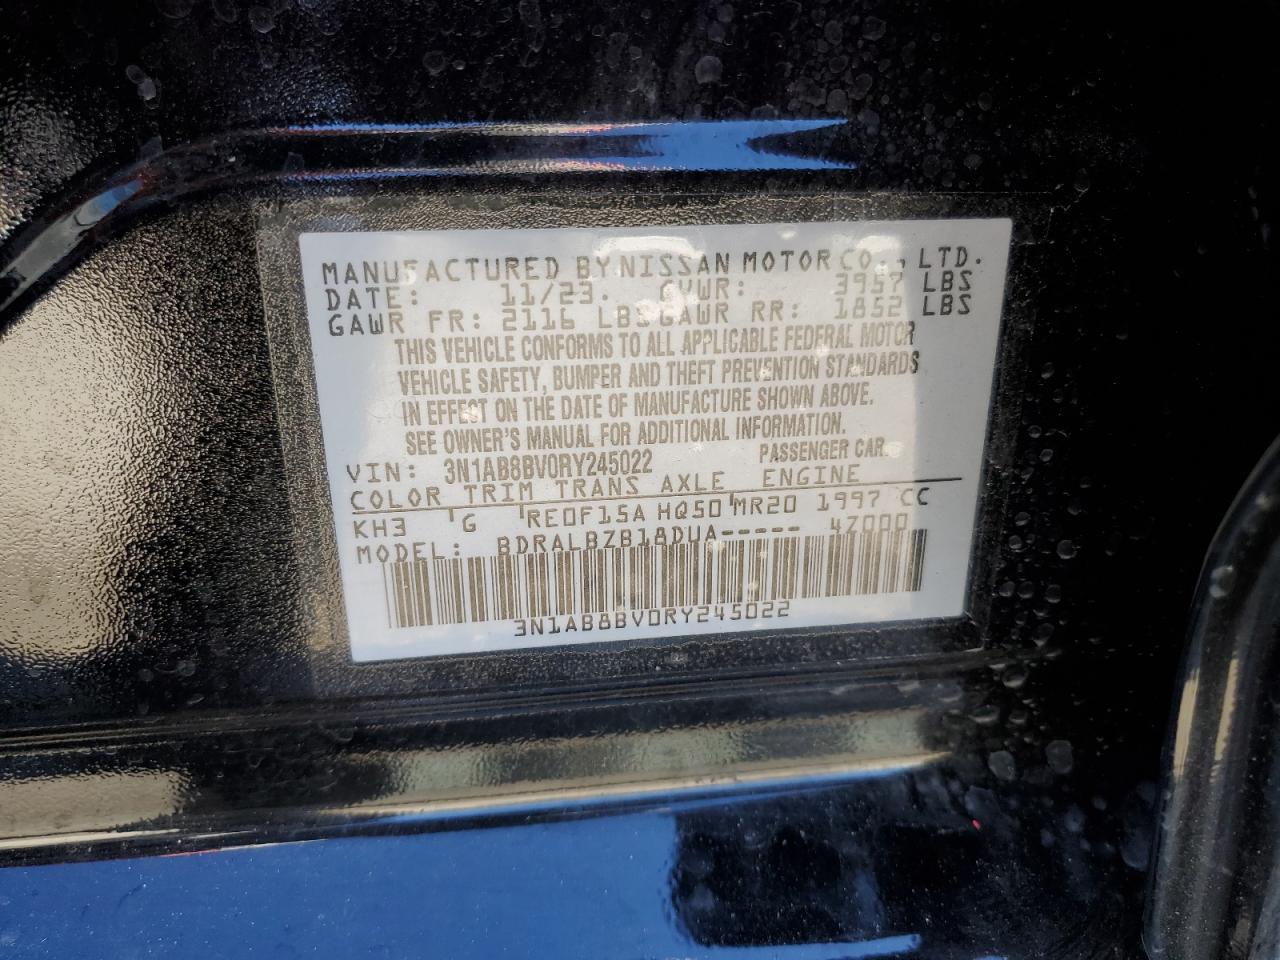 MANUFACTURED BY NISSAN MOTOR CO., LTD.
DATE: 11/23. GVWR: 3957 LBS
GAWR FR: 2116 LBS GAWR RR: 1852 LBS
THIS VEHICLE CONFORMS TO ALL APPLICABLE FEDERAL MOTOR
VEHICLE SAFETY, BUMPER AND THEFT PREVENTION STANDARDS
IN EFFECT ON THE DATE OF MANUFACTURE SHOWN ABOVE.
SEE OWNER'S MANUAL FOR ADDITIONAL INFORMATION.
VIN: 3N1AB8BV0RY245022 PASSENGER CAR
COLOR TRIM TRANS AXLE ENGINE
KH3 G RE0F15A HQ50 MR20 1997 CC
MODEL: BDRALBZB18DUA----- 4Z000
3N1AB8BV0RY245022